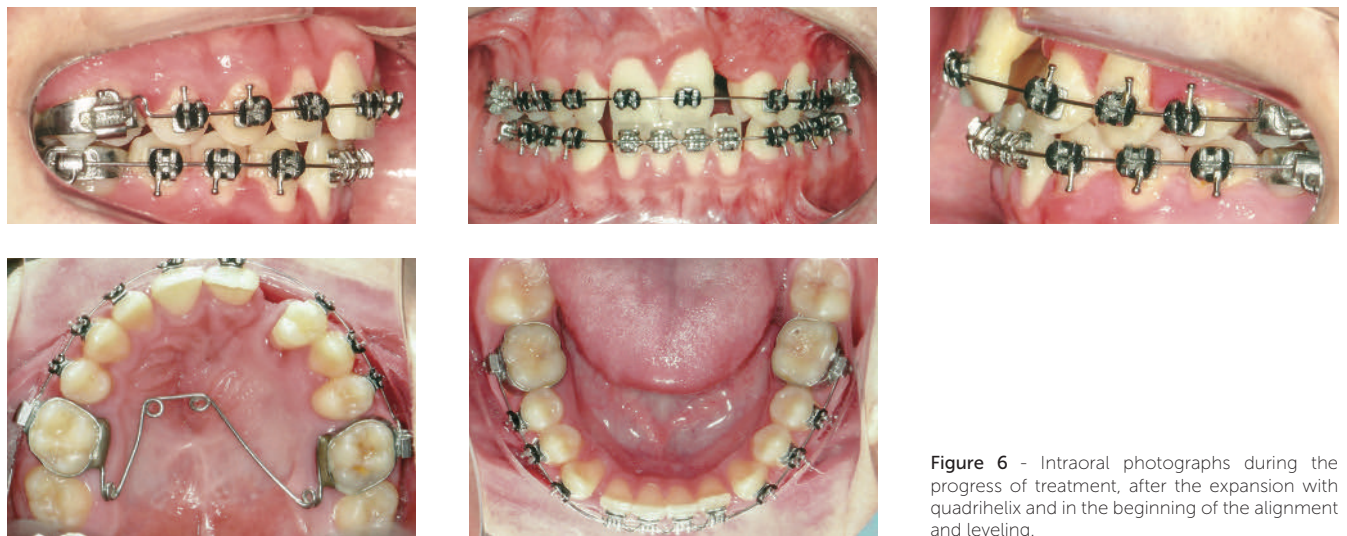 Figure 6 - Intraoral photographs during the
progress of treatment, after the expansion with
quadrihelix and in the beginning of the alignment
and leveling.